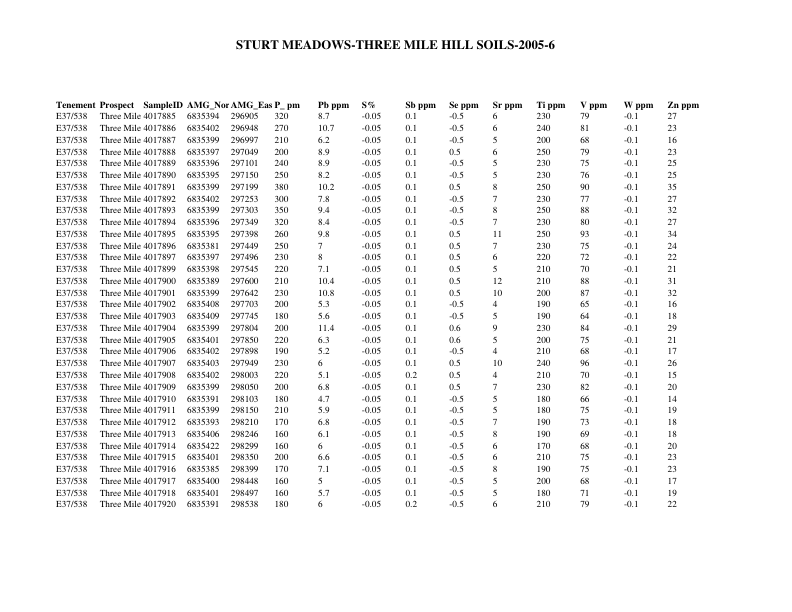 STURT MEADOWS-THREE MILE HILL SOILS-2005-6
Tenement Prospect SampleID AMG_Nor AMG_Eas P_ pm Pb ppm S% Sb ppm Se ppm Sr ppm Ti ppm V ppm W ppm Zn ppm
E37/538 Three Mile 4017885 6835394 296905 320 8.7 -0.05 0.1 -0.5 6 230 79 -0.1 27
E37/538 Three Mile 4017886 6835402 296948 270 10.7 -0.05 0.1 -0.5 6 240 81 -0.1 23
E37/538 Three Mile 4017887 6835399 296997 210 6.2 -0.05 0.1 -0.5 5 200 68 -0.1 16
E37/538 Three Mile 4017888 6835397 297049 200 8.9 -0.05 0.1 0.5 6 250 79 -0.1 23
E37/538 Three Mile 4017889 6835396 297101 240 8.9 -0.05 0.1 -0.5 5 230 75 -0.1 25
E37/538 Three Mile 4017890 6835395 297150 250 8.2 -0.05 0.1 -0.5 5 230 76 -0.1 25
E37/538 Three Mile 4017891 6835399 297199 380 10.2 -0.05 0.1 0.5 8 250 90 -0.1 35
E37/538 Three Mile 4017892 6835402 297253 300 7.8 -0.05 0.1 -0.5 7 230 77 -0.1 27
E37/538 Three Mile 4017893 6835399 297303 350 9.4 -0.05 0.1 -0.5 8 250 88 -0.1 32
E37/538 Three Mile 4017894 6835396 297349 320 8.4 -0.05 0.1 -0.5 7 230 80 -0.1 27
E37/538 Three Mile 4017895 6835395 297398 260 9.8 -0.05 0.1 0.5 11 250 93 -0.1 34
E37/538 Three Mile 4017896 6835381 297449 250 7 -0.05 0.1 0.5 7 230 75 -0.1 24
E37/538 Three Mile 4017897 6835397 297496 230 8 -0.05 0.1 0.5 6 220 72 -0.1 22
E37/538 Three Mile 4017899 6835398 297545 220 7.1 -0.05 0.1 0.5 5 210 70 -0.1 21
E37/538 Three Mile 4017900 6835389 297600 210 10.4 -0.05 0.1 0.5 12 210 88 -0.1 31
E37/538 Three Mile 4017901 6835399 297642 230 10.8 -0.05 0.1 0.5 10 200 87 -0.1 32
E37/538 Three Mile 4017902 6835408 297703 200 5.3 -0.05 0.1 -0.5 4 190 65 -0.1 16
E37/538 Three Mile 4017903 6835409 297745 180 5.6 -0.05 0.1 -0.5 5 190 64 -0.1 18
E37/538 Three Mile 4017904 6835399 297804 200 11.4 -0.05 0.1 0.6 9 230 84 -0.1 29
E37/538 Three Mile 4017905 6835401 297850 220 6.3 -0.05 0.1 0.6 5 200 75 -0.1 21
E37/538 Three Mile 4017906 6835402 297898 190 5.2 -0.05 0.1 -0.5 4 210 68 -0.1 17
E37/538 Three Mile 4017907 6835403 297949 230 6 -0.05 0.1 0.5 10 240 96 -0.1 26
E37/538 Three Mile 4017908 6835402 298003 220 5.1 -0.05 0.2 0.5 4 210 70 -0.1 15
E37/538 Three Mile 4017909 6835399 298050 200 6.8 -0.05 0.1 0.5 7 230 82 -0.1 20
E37/538 Three Mile 4017910 6835391 298103 180 4.7 -0.05 0.1 -0.5 5 180 66 -0.1 14
E37/538 Three Mile 4017911 6835399 298150 210 5.9 -0.05 0.1 -0.5 5 180 75 -0.1 19
E37/538 Three Mile 4017912 6835393 298210 170 6.8 -0.05 0.1 -0.5 7 190 73 -0.1 18
E37/538 Three Mile 4017913 6835406 298246 160 6.1 -0.05 0.1 -0.5 8 190 69 -0.1 18
E37/538 Three Mile 4017914 6835422 298299 160 6 -0.05 0.1 -0.5 6 170 68 -0.1 20
E37/538 Three Mile 4017915 6835401 298350 200 6.6 -0.05 0.1 -0.5 6 210 75 -0.1 23
E37/538 Three Mile 4017916 6835385 298399 170 7.1 -0.05 0.1 -0.5 8 190 75 -0.1 23
E37/538 Three Mile 4017917 6835400 298448 160 5 -0.05 0.1 -0.5 5 200 68 -0.1 17
E37/538 Three Mile 4017918 6835401 298497 160 5.7 -0.05 0.1 -0.5 5 180 71 -0.1 19
E37/538 Three Mile 4017920 6835391 298538 180 6 -0.05 0.2 -0.5 6 210 79 -0.1 22